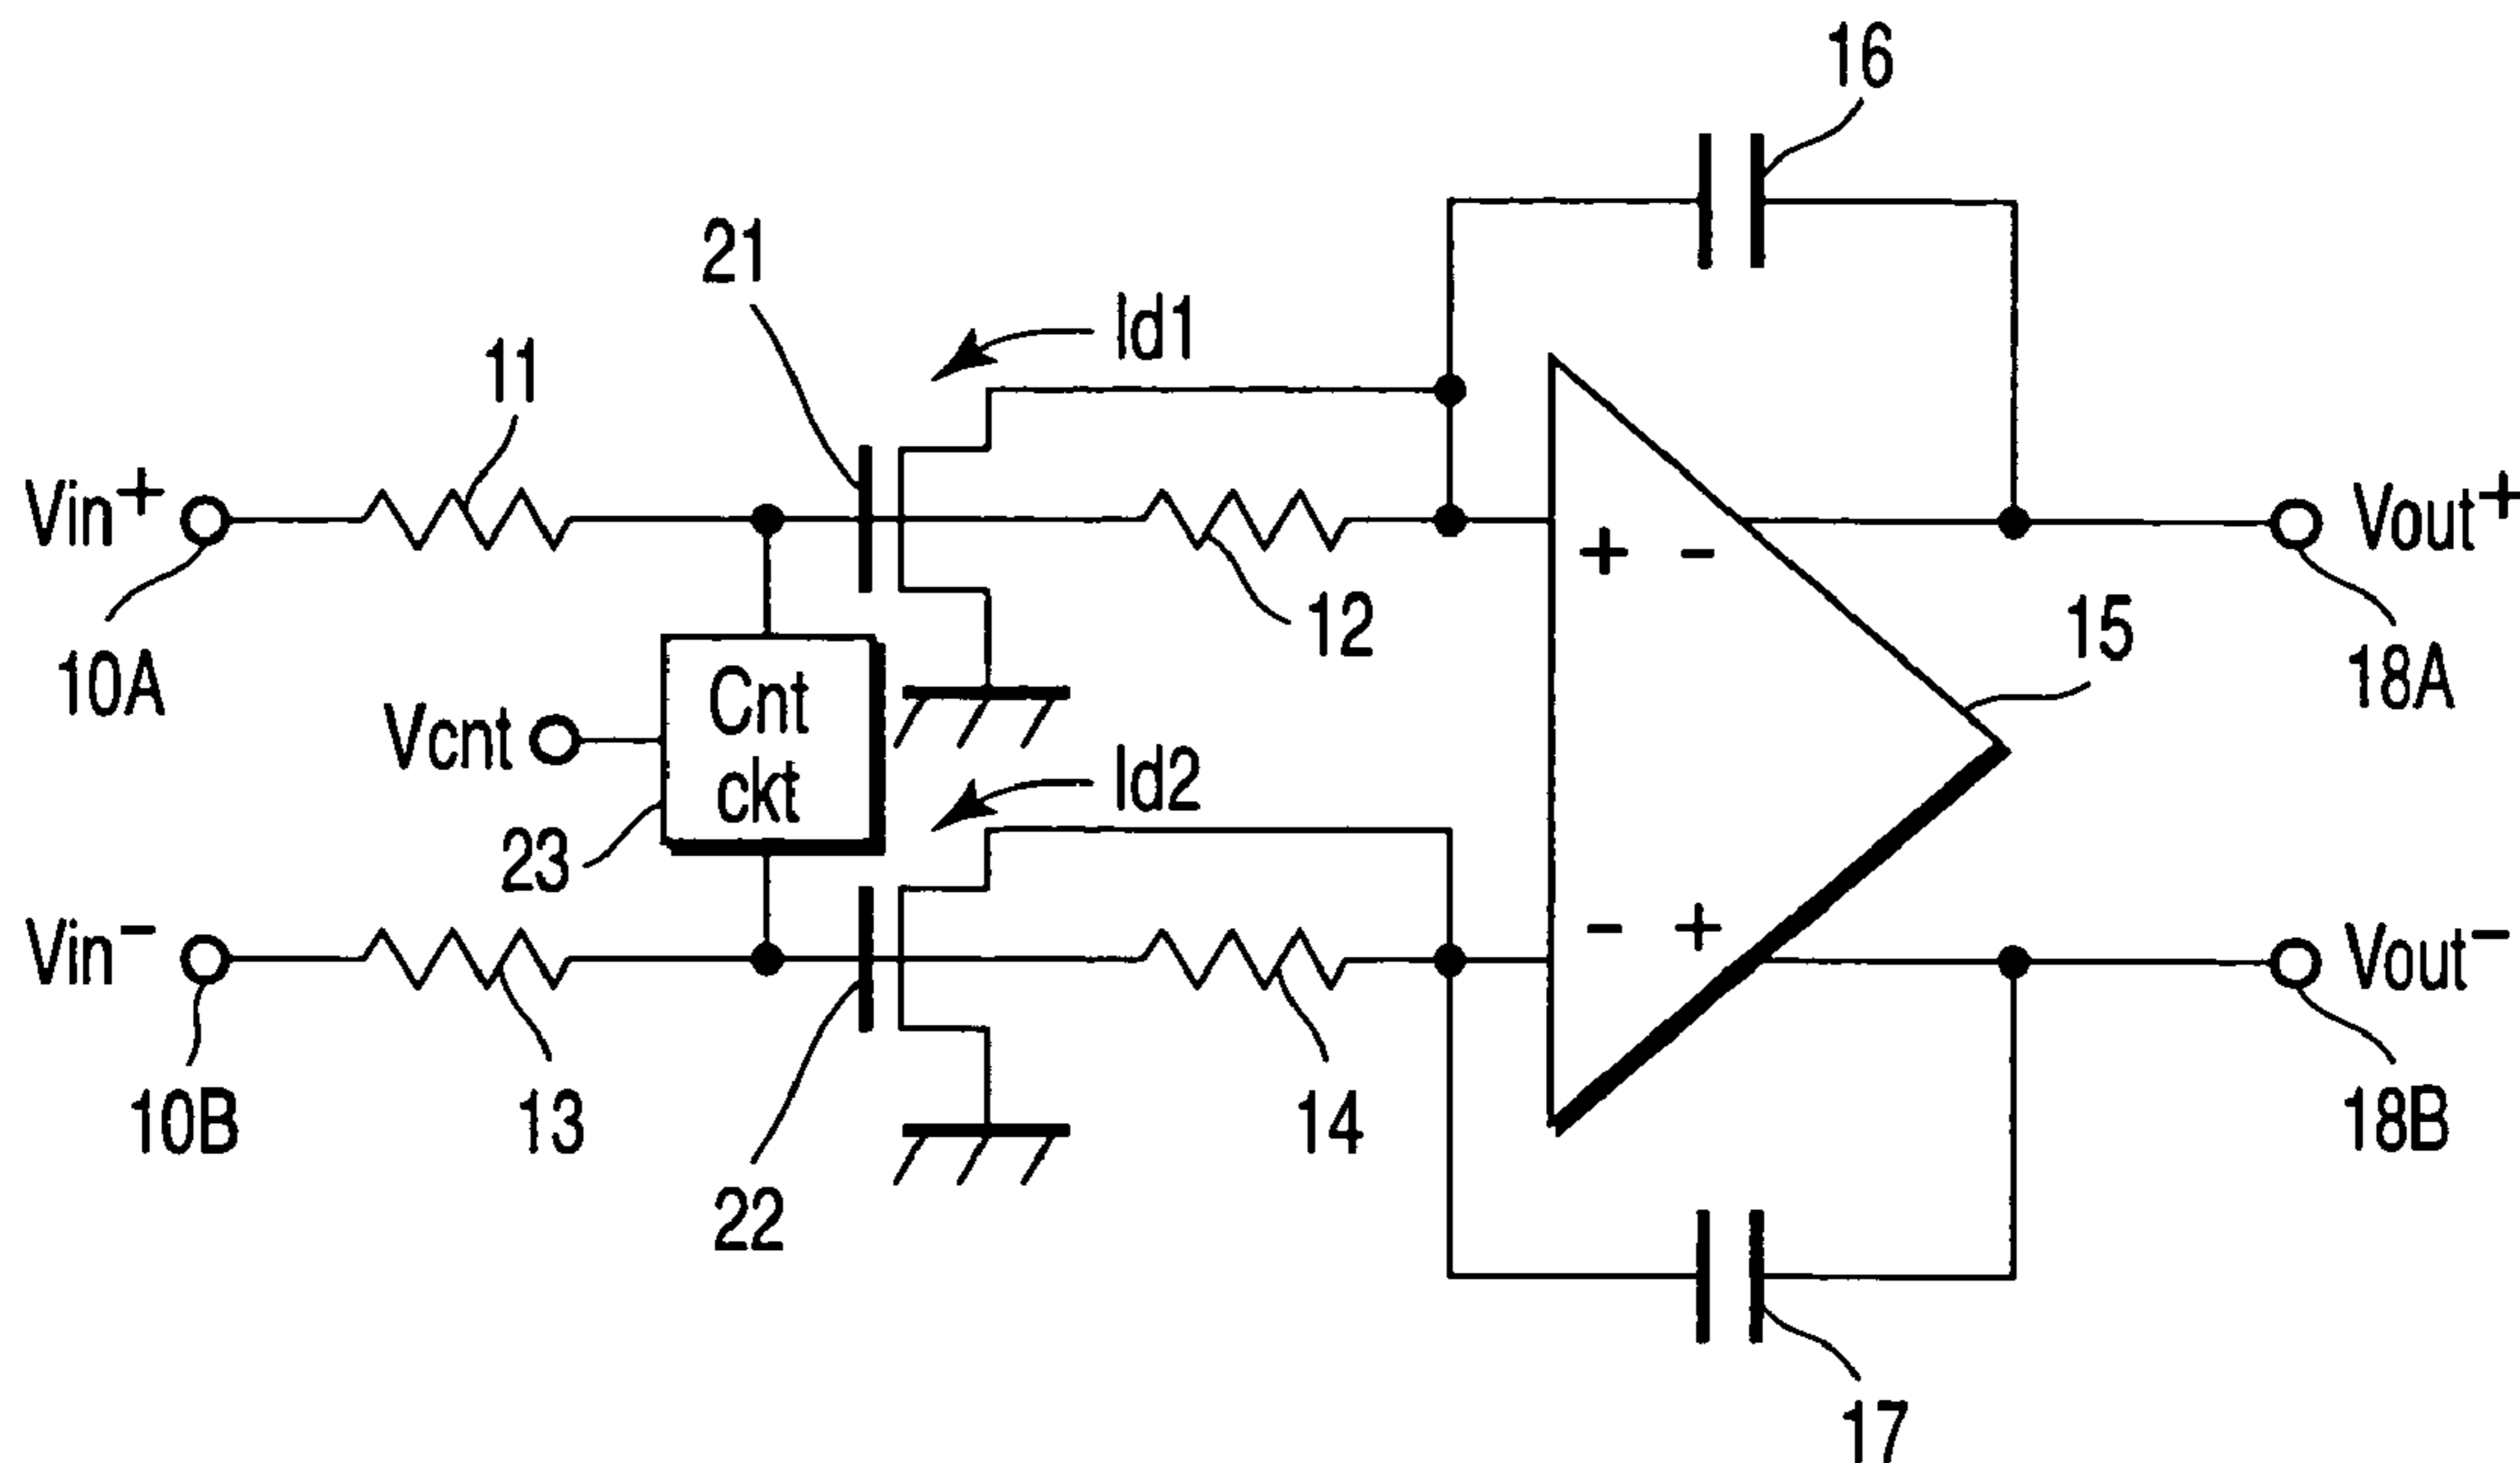 16
21
Id1
11
Vin+
+ -
Vout+
12
15
10A
Cnt
ckt
18A
Vcnt
Id2
23
Vin-
- +
Vout-
10B
13
14
18B
22
17